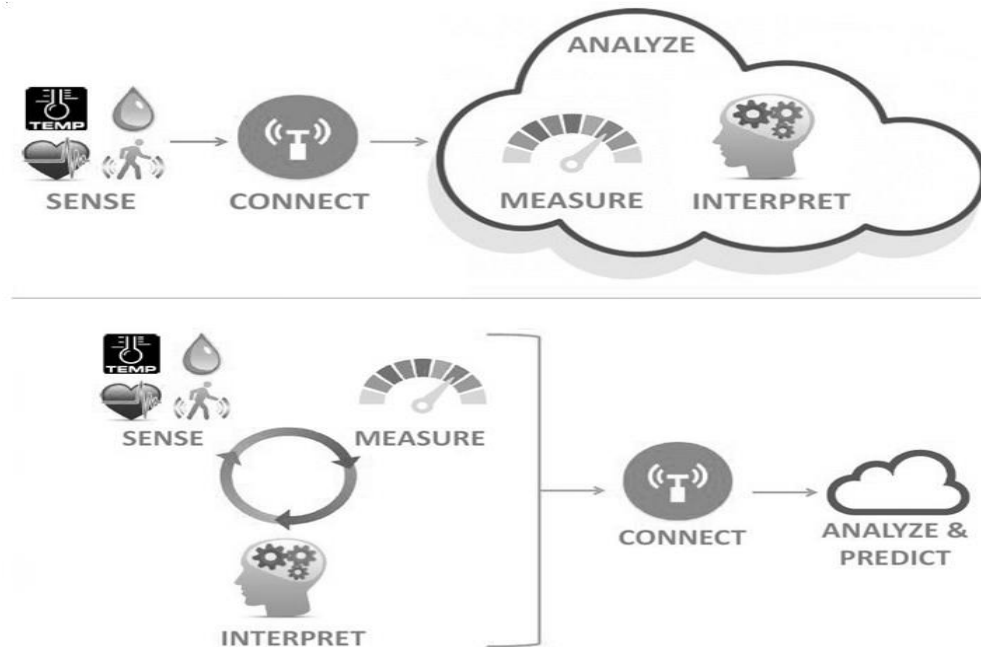 ANALYZE
TEMP
SENSE
CONNECT
MEASURE
INTERPRET
TEMP
SENSE
MEASURE
INTERPRET
CONNECT
ANALYZE &
PREDICT